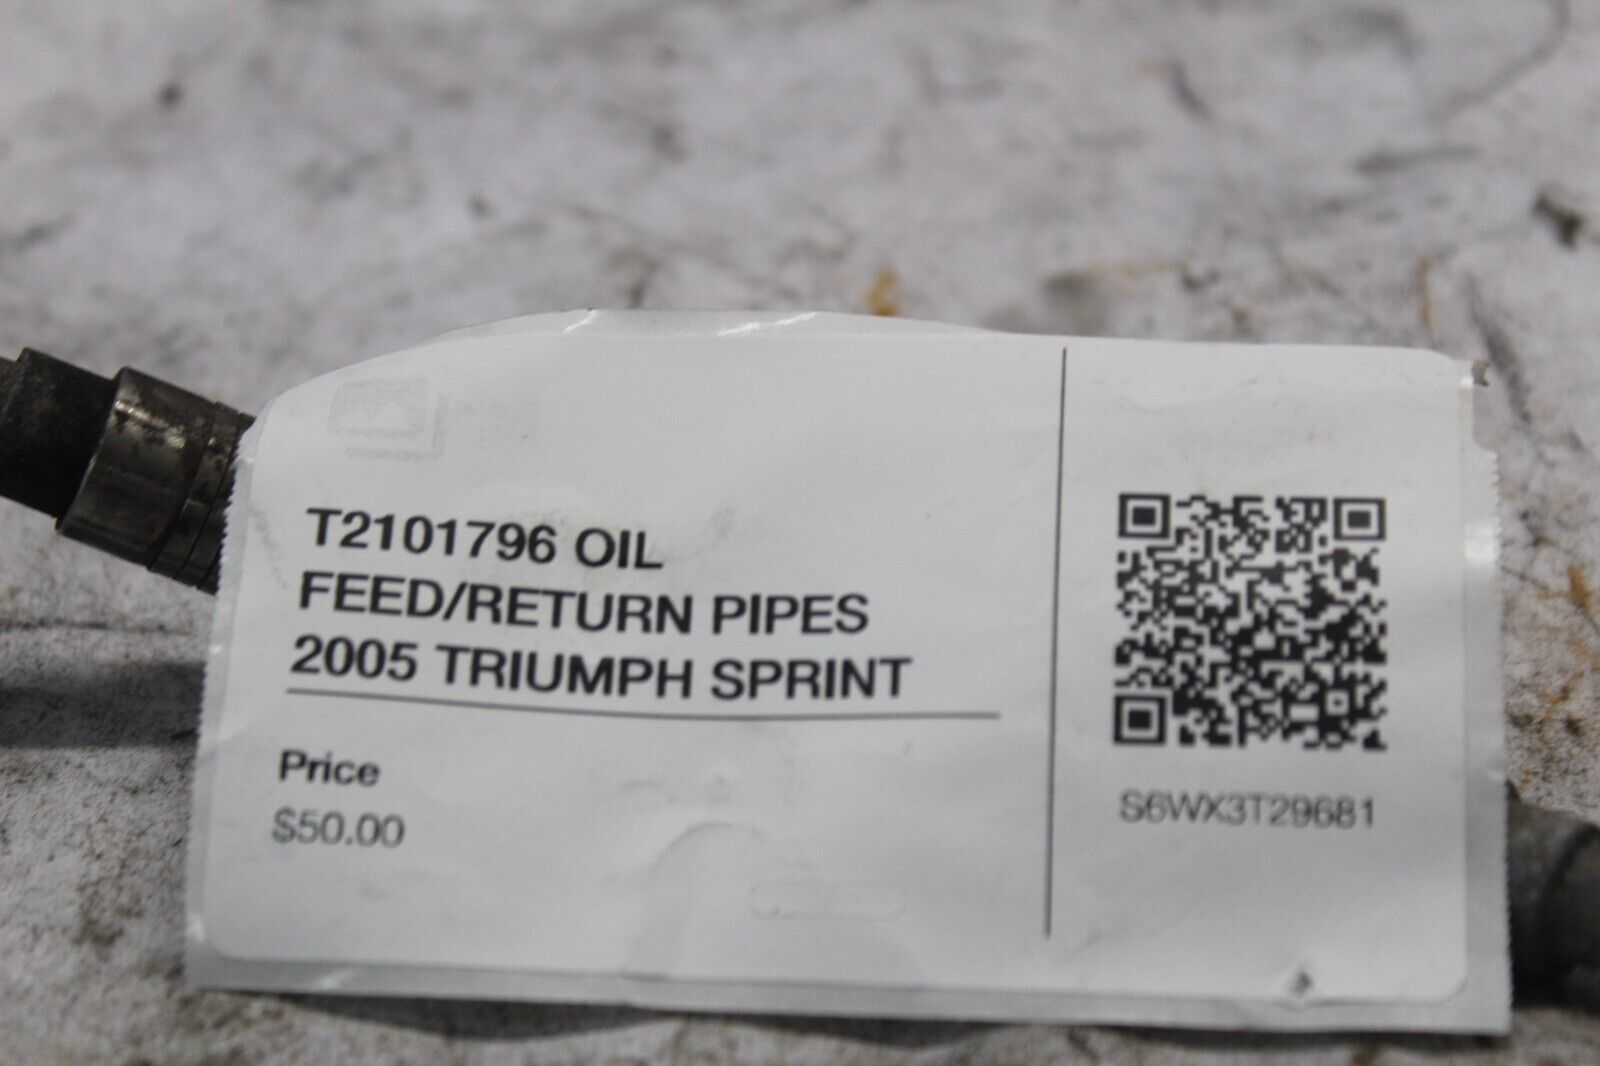 T2101796 OIL
FEED/RETURN PIPES
2005 TRIUMPH SPRINT
Price
$50.00
S6WX3T29681